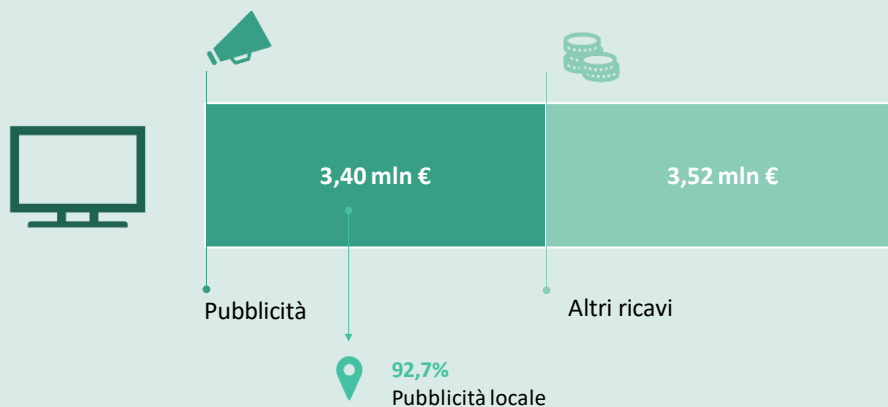 3,40 mln €
3,52 mln €
Pubblicità
Altri ricavi
92,7%
Pubblicità locale